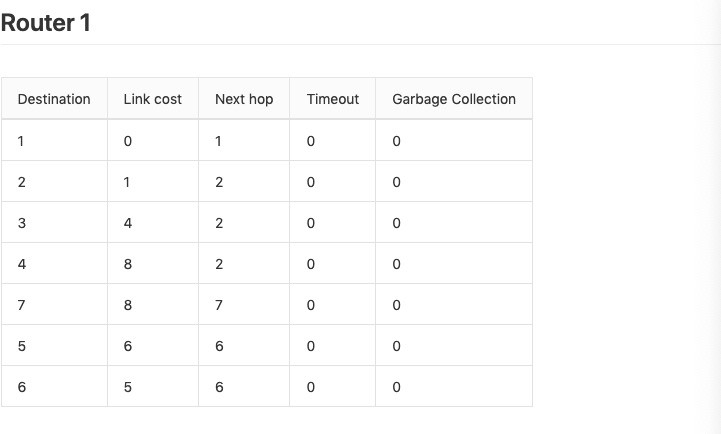 Router 1
Destination Link cost Next hop Timeout Garbage Collection
1 0 1 0 0
2 1 2 0 0
3 4 2 0 0
4 8 2 0 0
7 8 7 0 0
5 6 6 0 0
6 5 6 0 0